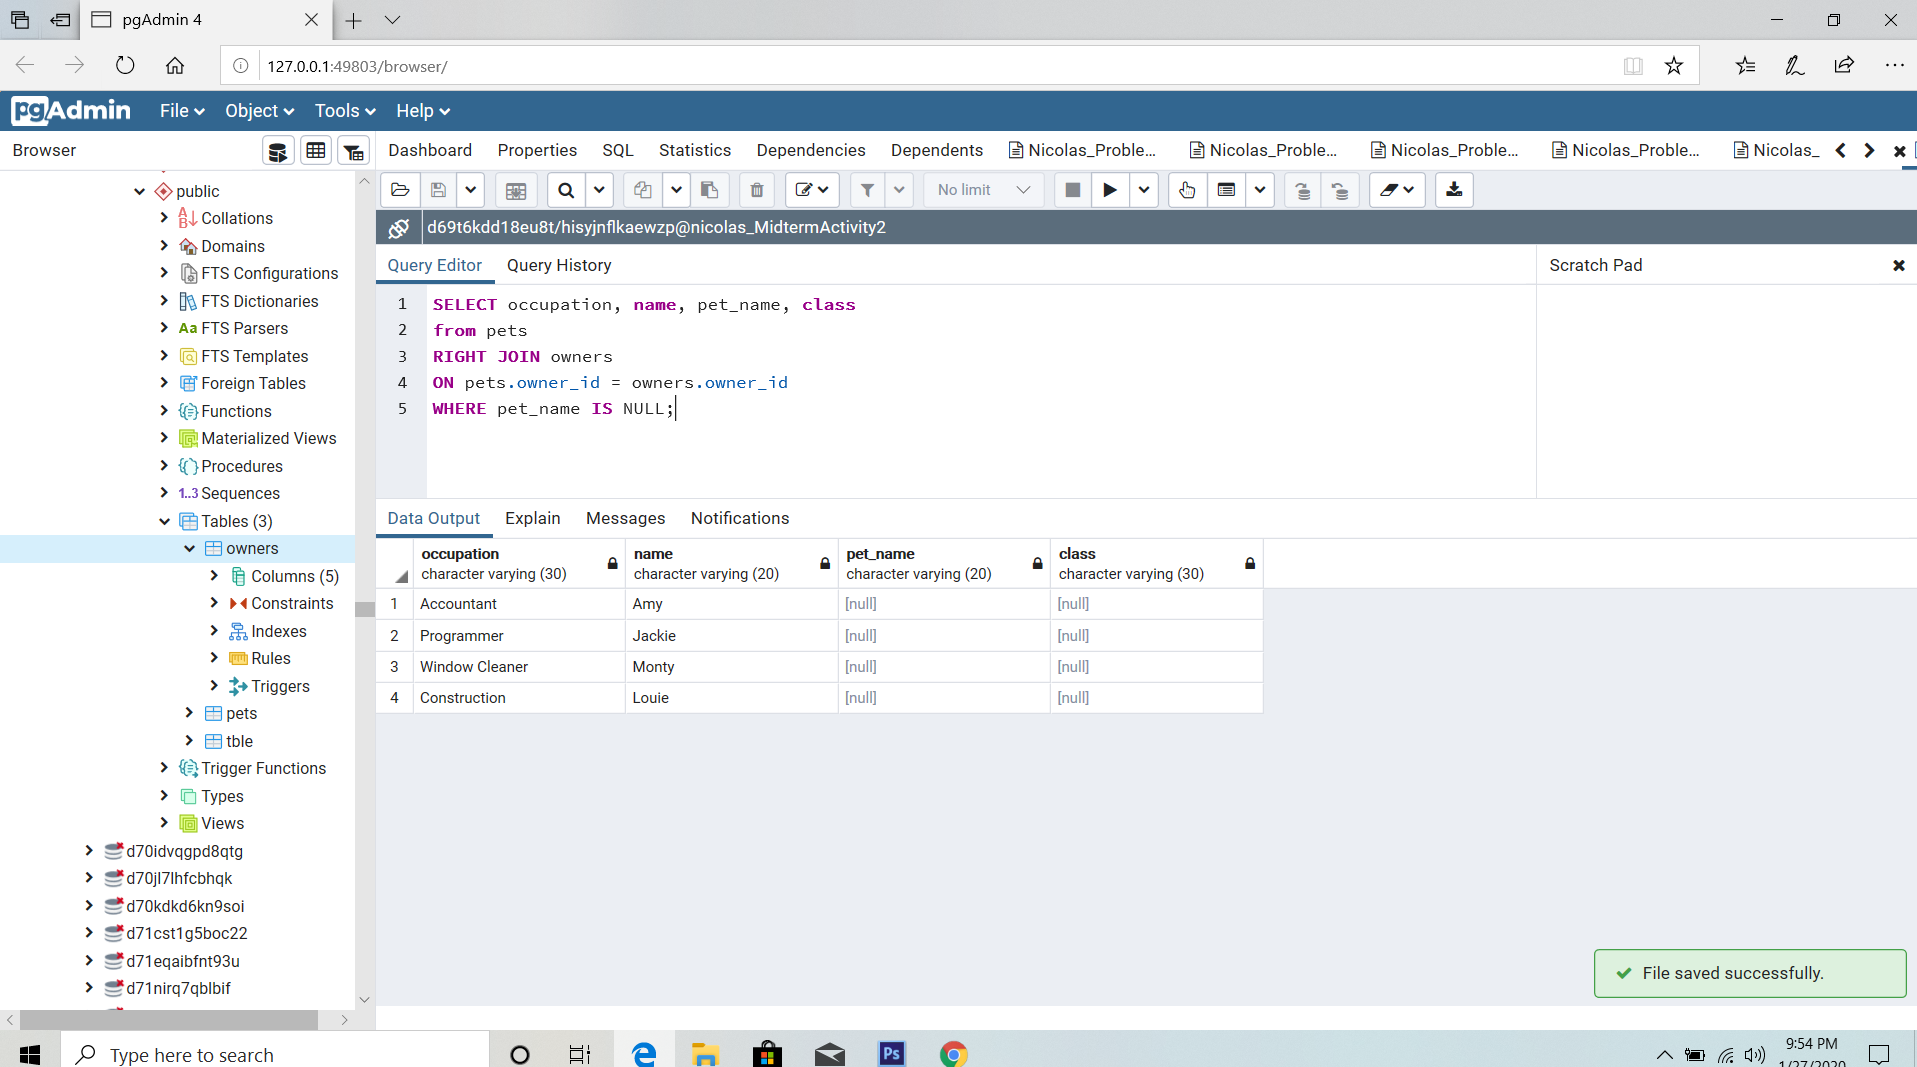 pgAdmin 4
127.0.0.1:49803/browser/
pgAdmin File Object Tools Help
Browser
Dashboard Properties SQL Statistics Dependencies Dependents Nicolas_Proble... Nicolas_Proble... Nicolas_Proble... Nicolas_Proble... Nicolas_
public
Collations
Domains
FTS Configurations
FTS Dictionaries
Aa FTS Parsers
FTS Templates
Foreign Tables
Functions
Materialized Views
Procedures
1..3 Sequences
Tables (3)
owners
Columns (5)
Constraints
Indexes
Rules
Triggers
pets
tble
Trigger Functions
Types
Views
d70idvqgpd8qtg
d70jl7lhfcbhqk
d70kdkd6kn9soi
d71cst1g5boc22
d71eqaibfnt93u
d71nirq7qblbif
No limit
d69t6kdd18eu8t/hisyjnflkaewzp@nicolas_MidtermActivity2
Query Editor Query History
Scratch Pad
1 SELECT occupation, name, pet_name, class
2 from pets
3 RIGHT JOIN owners
4 ON pets.owner_id = owners.owner_id
5 WHERE pet_name IS NULL;
Data Output Explain Messages Notifications
occupation name pet_name class
character varying (30) character varying (20) character varying (20) character varying (30)
1 Accountant Amy [null] [null]
2 Programmer Jackie [null] [null]
3 Window Cleaner Monty [null] [null]
4 Construction Louie [null] [null]
File saved successfully.
Type here to search
Ps
9:54 PM
1/27/2020